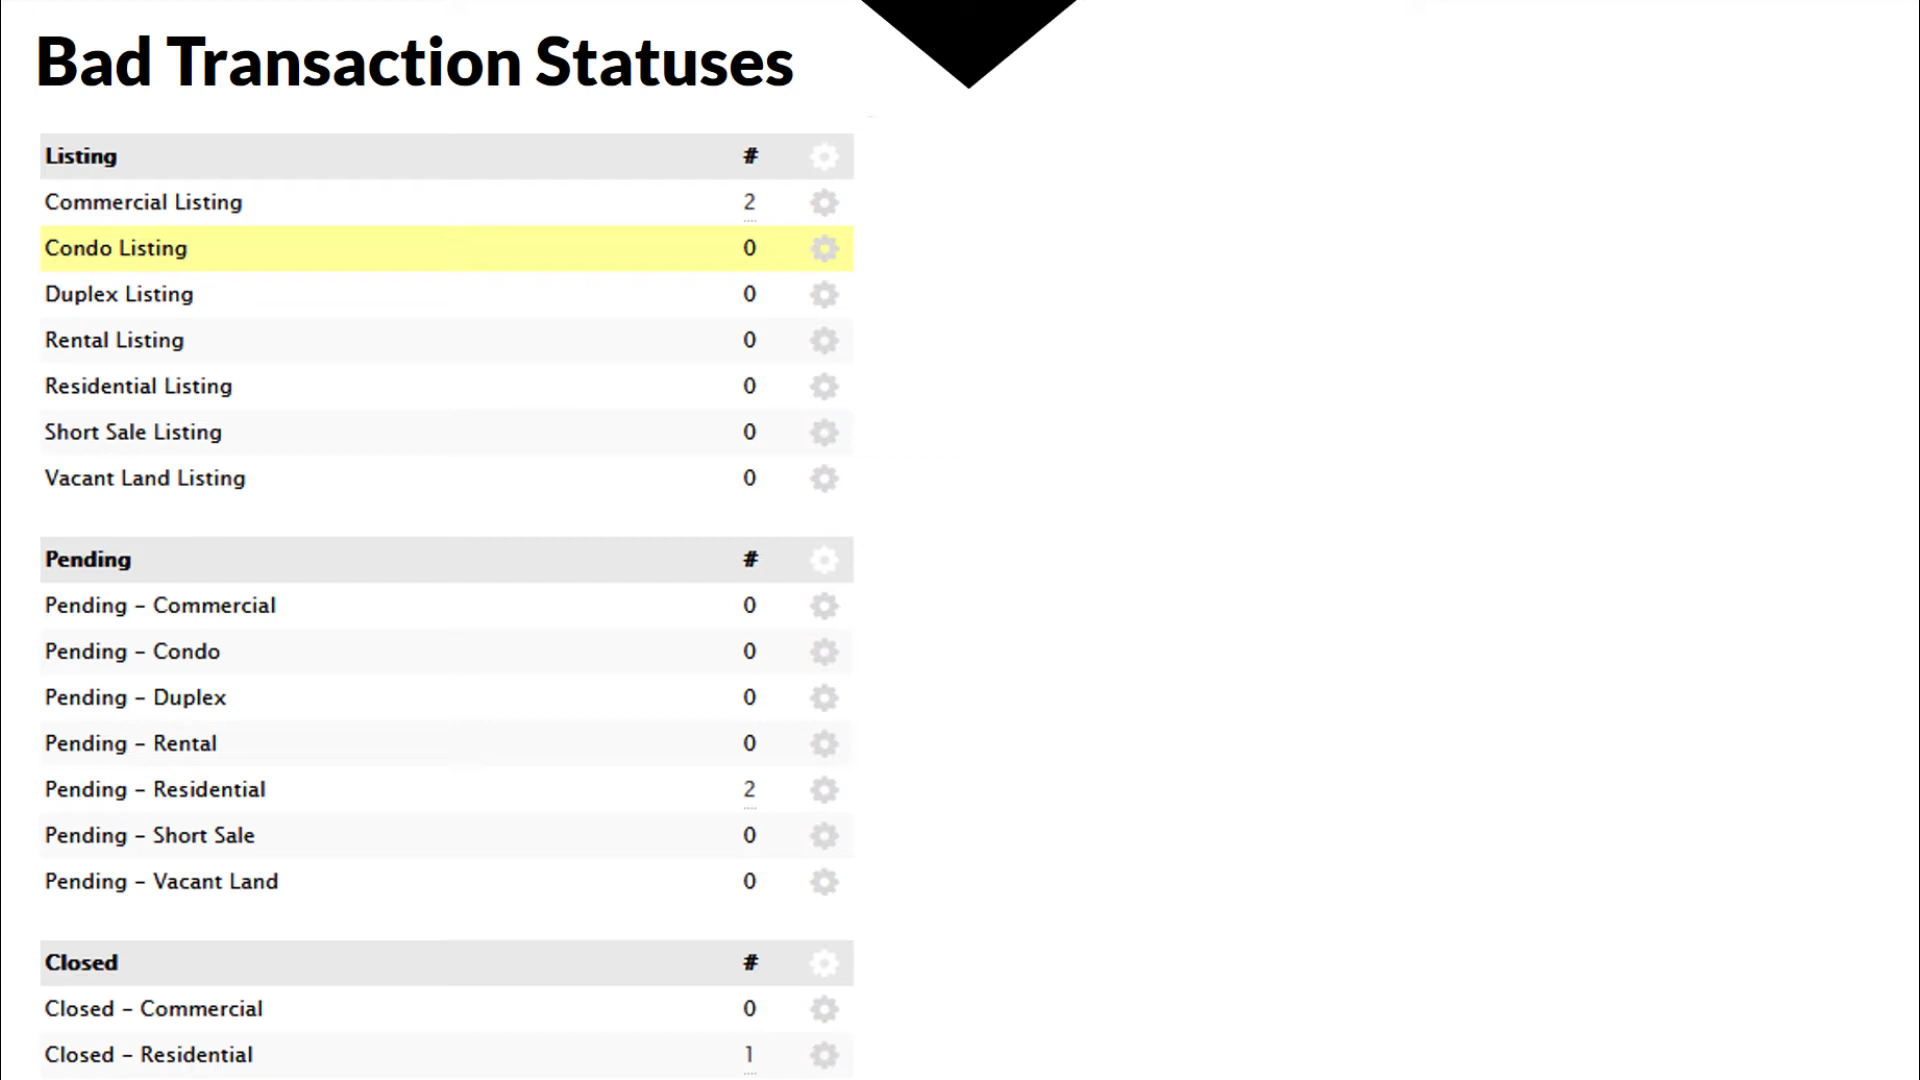 Bad Transaction Statuses
Listing #
Commercial Listing 2
Condo Listing 0
Duplex Listing 0
Rental Listing 0
Residential Listing 0
Short Sale Listing 0
Vacant Land Listing 0
Pending #
Pending – Commercial 0
Pending – Condo 0
Pending – Duplex 0
Pending – Rental 0
Pending – Residential 2
Pending – Short Sale 0
Pending – Vacant Land 0
Closed #
Closed – Commercial 0
Closed – Residential 1